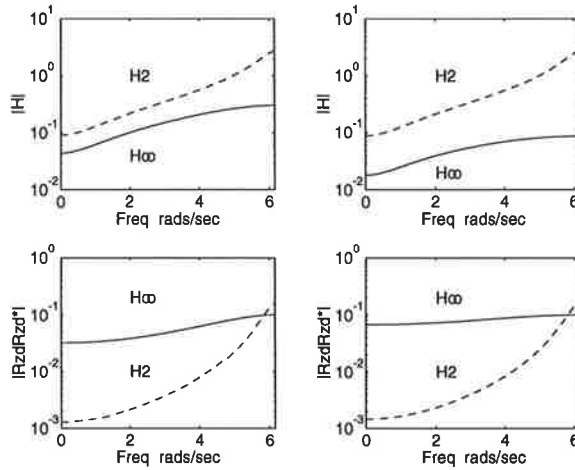 10^1
10^0
10^-1
10^-2
|H|
H2
H∞
0 2 4 6
Freq rads/sec
10^1
10^0
10^-1
10^-2
|H|
H2
H∞
0 2 4 6
Freq rads/sec
10^0
10^-1
10^-2
10^-3
|RzdRzd*|
H∞
H2
0 2 4 6
Freq rads/sec
10^0
10^-1
10^-2
10^-3
|RzdRzd*|
H∞
H2
0 2 4 6
Freq rads/sec